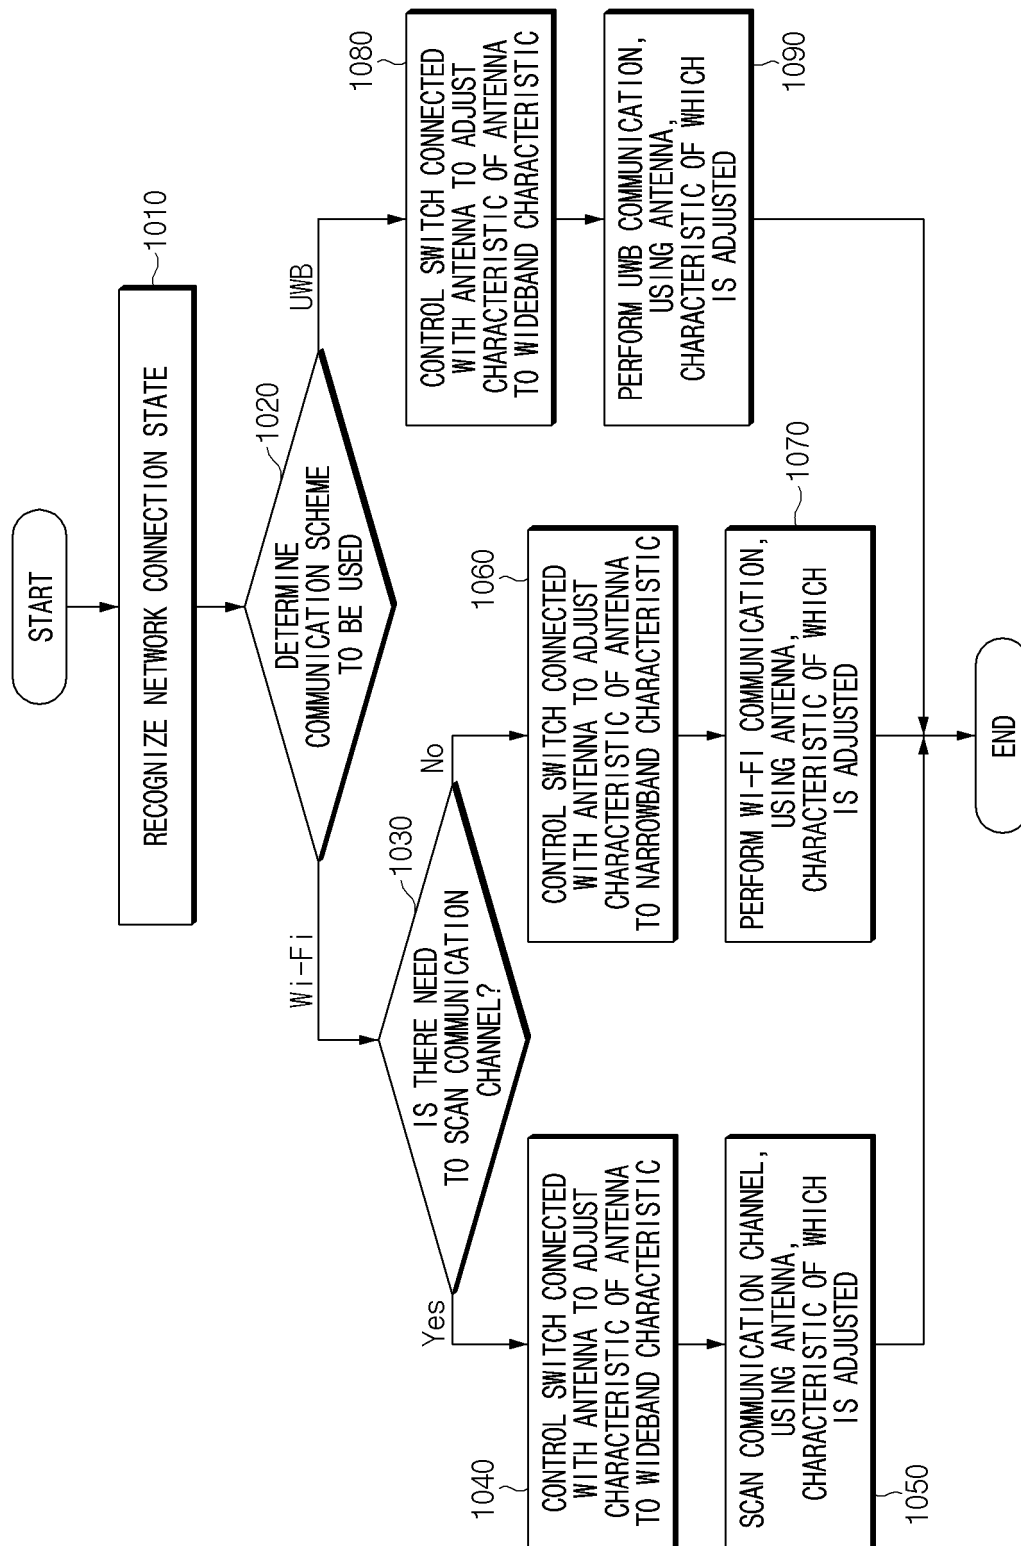 START
RECOGNIZE NETWORK CONNECTION STATE
1010
DETERMINE
COMMUNICATION SCHEME
TO BE USED
1020
Wi-Fi
UWB
IS THERE NEED
TO SCAN COMMUNICATION
CHANNEL?
1030
Yes
No
1040
CONTROL SWITCH CONNECTED
WITH ANTENNA TO ADJUST
CHARACTERISTIC OF ANTENNA
TO WIDEBAND CHARACTERISTIC
1060
CONTROL SWITCH CONNECTED
WITH ANTENNA TO ADJUST
CHARACTERISTIC OF ANTENNA
TO NARROWBAND CHARACTERISTIC
1080
CONTROL SWITCH CONNECTED
WITH ANTENNA TO ADJUST
CHARACTERISTIC OF ANTENNA
TO WIDEBAND CHARACTERISTIC
SCAN COMMUNICATION CHANNEL,
USING ANTENNA,
CHARACTERISTIC OF WHICH
IS ADJUSTED
1050
PERFORM WI-FI COMMUNICATION,
USING ANTENNA,
CHARACTERISTIC OF WHICH
IS ADJUSTED
1070
PERFORM UWB COMMUNICATION,
USING ANTENNA,
CHARACTERISTIC OF WHICH
IS ADJUSTED
1090
END